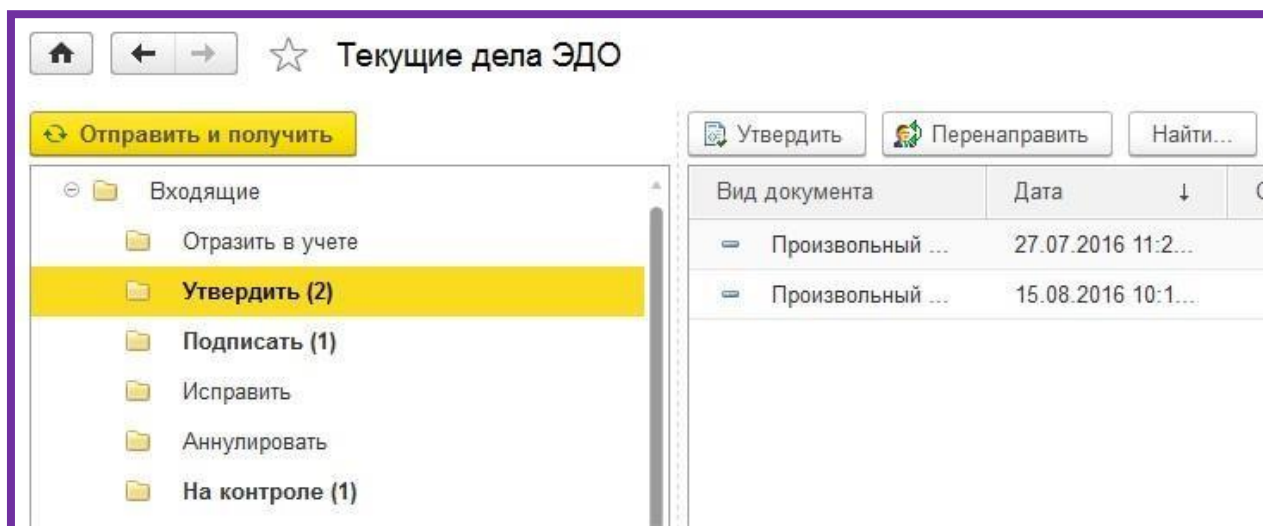 Текущие дела ЭДО
Отправить и получить
Утвердить Перенаправить Найти...
Входящие
Отразить в учете
Утвердить (2)
Подписать (1)
Исправить
Аннулировать
На контроле (1)
Вид документа Дата ↓
Произвольный ... 27.07.2016 11:2...
Произвольный ... 15.08.2016 10:1...